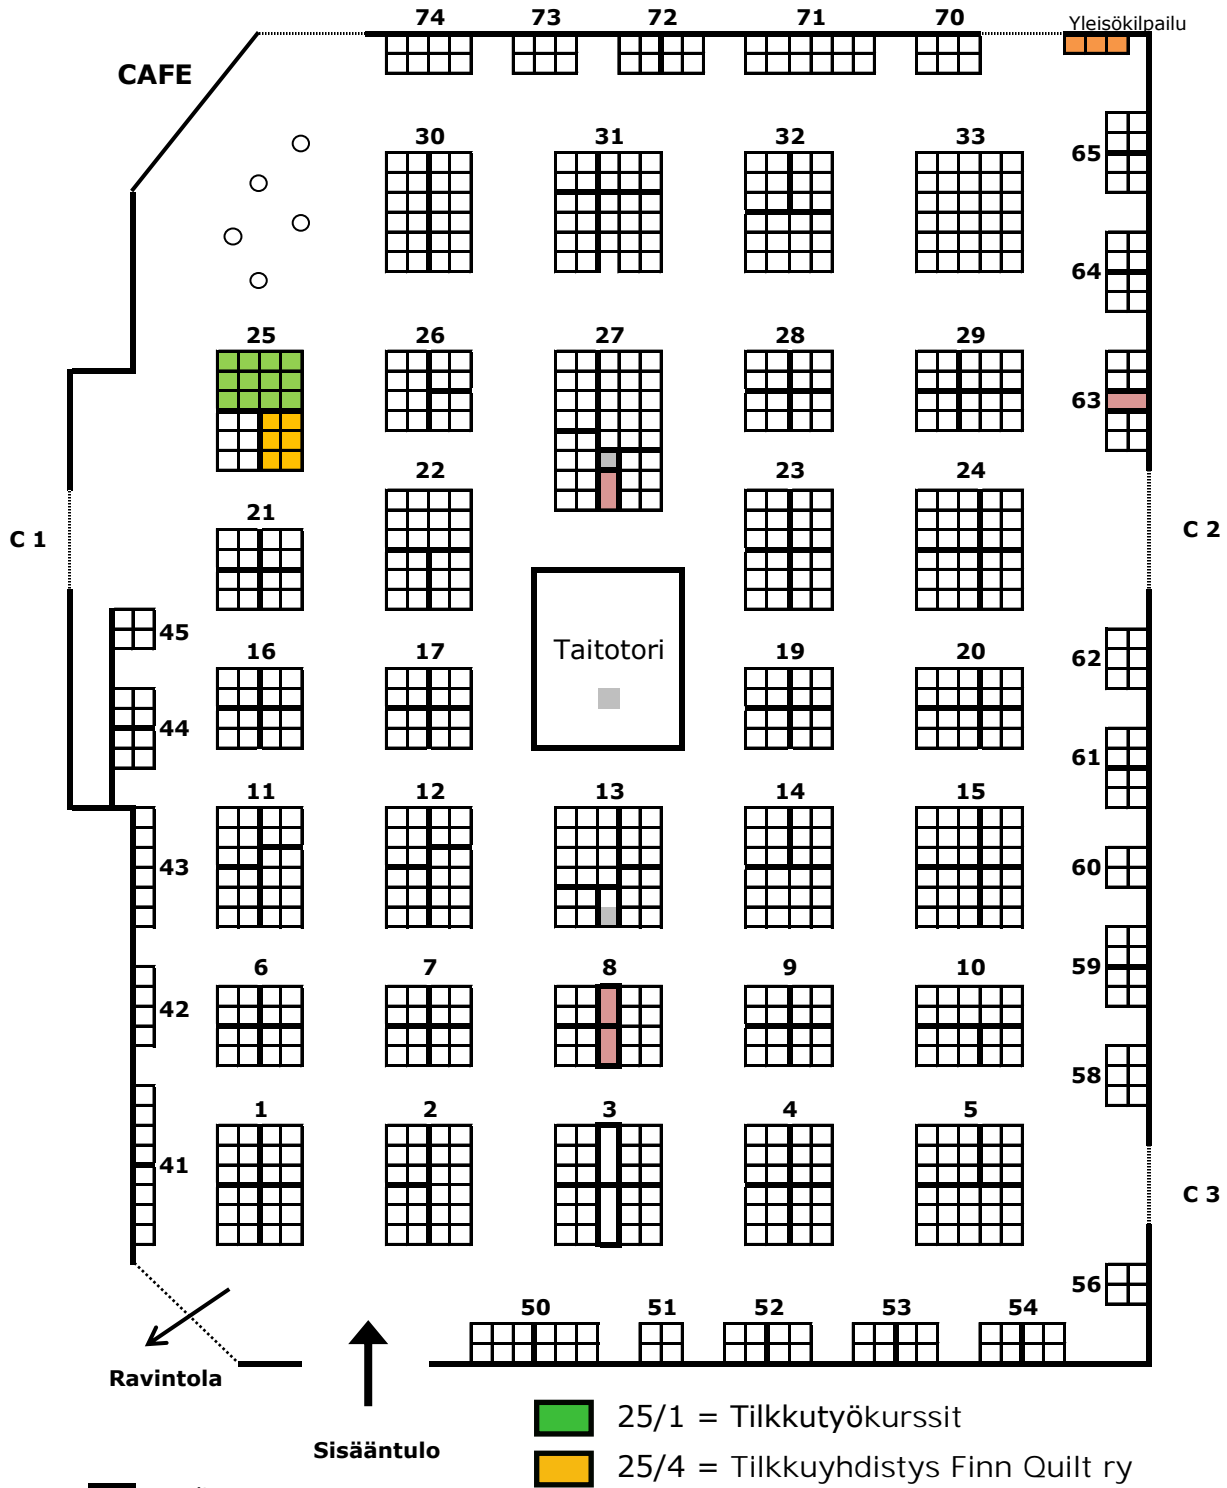 74 73 72 71 70 Yleisökilpailu
CAFE
30 31 32 33 65
64
25 26 27 28 29
63
22 23 24
21
C 1 C 2
45
Taitotori
16 17 19 20 62
44
61
11 12 13 14 15
43 60
6 7 8 9 10 59
42
58
1 2 3 4 5
41
C 3
56
50 51 52 53 54
Ravintola
25/1 = Tilkkutyökurssit
Sisääntulo
25/4 = Tilkkuyhdistys Finn Quilt ry